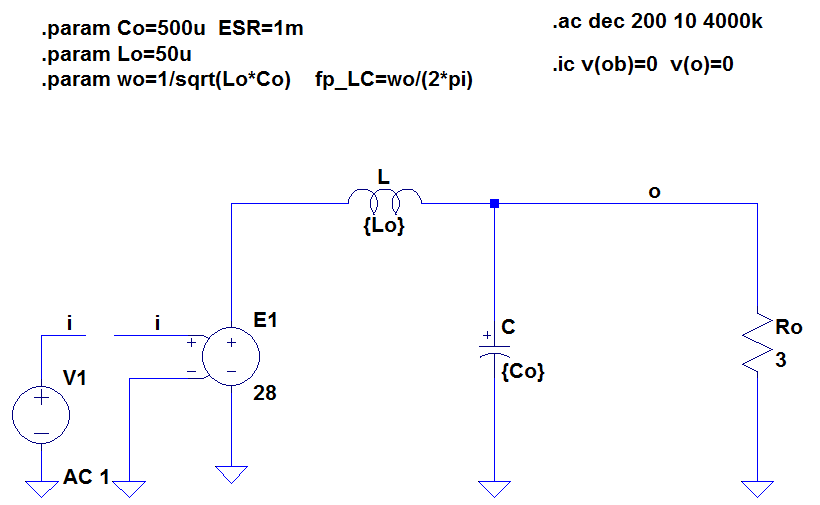 .param Co=500u ESR=1m
.param Lo=50u
.param wo=1/sqrt(Lo*Co) fp_LC=wo/(2*pi)
.ac dec 200 10 4000k
.ic v(ob)=0 v(o)=0
L
{Lo}
o
i
i
E1
28
V1
AC 1
C
{Co}
Ro
3